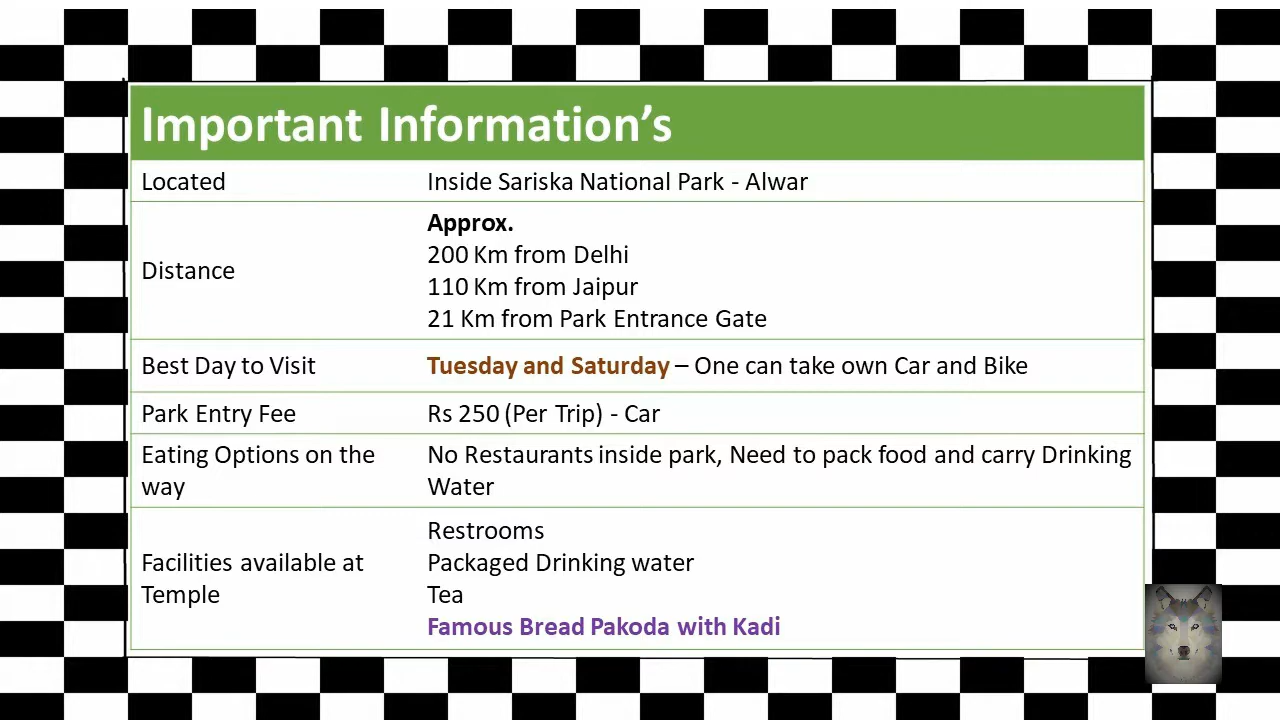 Important Information's
Located
Inside Sariska National Park - Alwar
Distance
Approx.
200 Km from Delhi
110 Km from Jaipur
21 Km from Park Entrance Gate
Best Day to Visit
Tuesday and Saturday – One can take own Car and Bike
Park Entry Fee
Rs 250 (Per Trip) - Car
Eating Options on the
way
No Restaurants inside park, Need to pack food and carry Drinking
Water
Facilities available at
Temple
Restrooms
Packaged Drinking water
Tea
Famous Bread Pakoda with Kadi